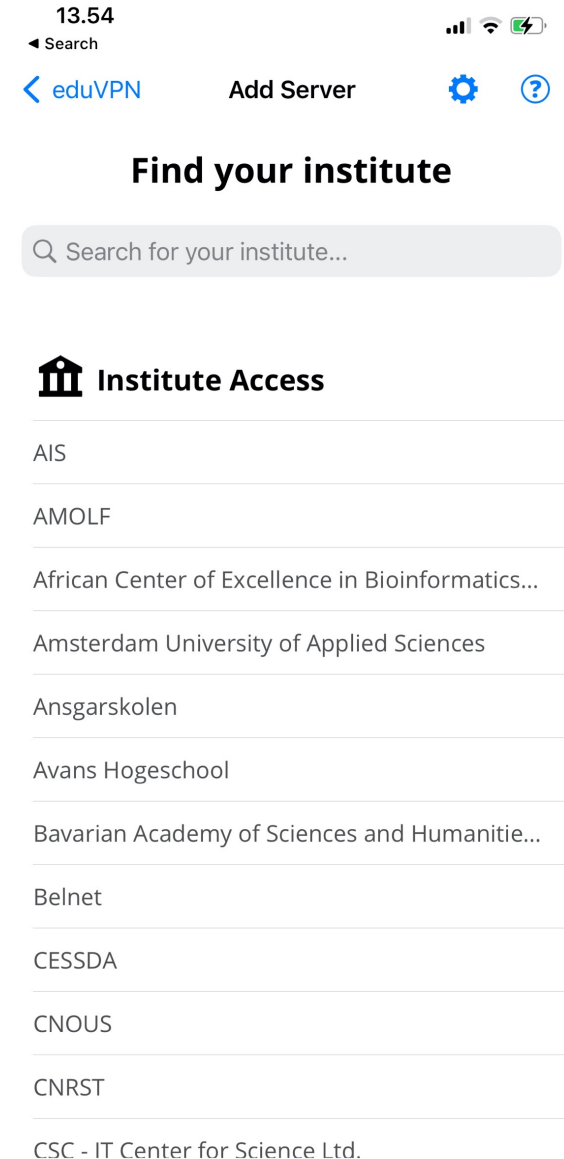 13.54
◀ Search
eduVPN
Add Server
Find your institute
Search for your institute...
Institute Access
AIS
AMOLF
African Center of Excellence in Bioinformatics...
Amsterdam University of Applied Sciences
Ansgarskolen
Avans Hogeschool
Bavarian Academy of Sciences and Humanitie...
Belnet
CESSDA
CNOUS
CNRST
CSC - IT Center for Science Ltd.